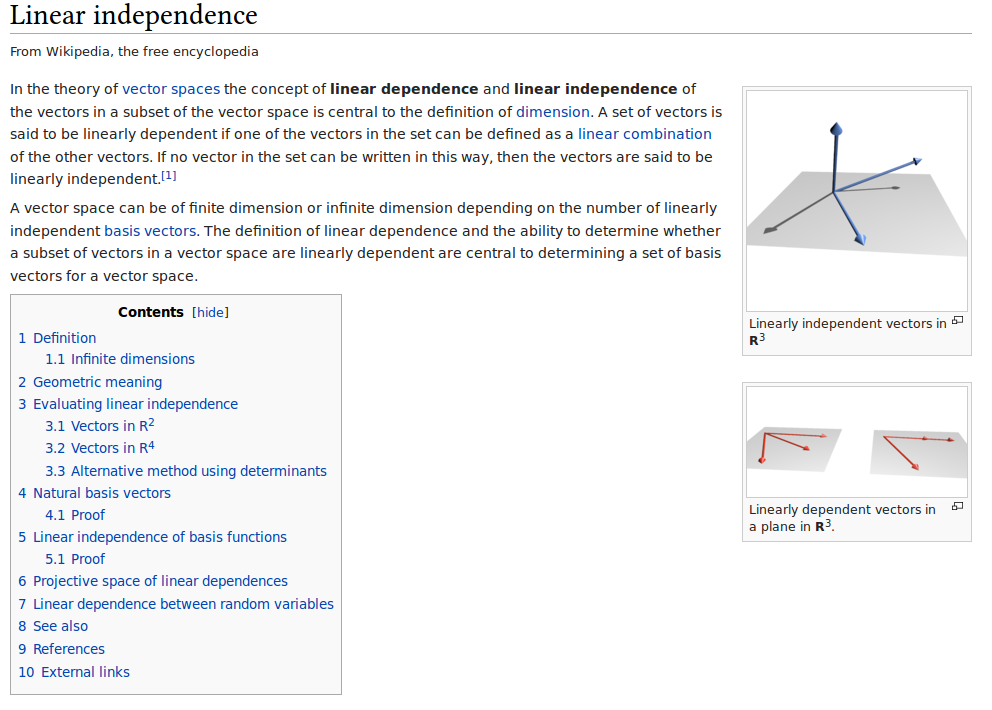 Linear independence
From Wikipedia, the free encyclopedia
In the theory of vector spaces the concept of linear dependence and linear independence of
the vectors in a subset of the vector space is central to the definition of dimension. A set of vectors is
said to be linearly dependent if one of the vectors in the set can be defined as a linear combination
of the other vectors. If no vector in the set can be written in this way, then the vectors are said to be
linearly independent.[1]
A vector space can be of finite dimension or infinite dimension depending on the number of linearly
independent basis vectors. The definition of linear dependence and the ability to determine whether
a subset of vectors in a vector space are linearly dependent are central to determining a set of basis
vectors for a vector space.
Contents [hide]
1 Definition
1.1 Infinite dimensions
2 Geometric meaning
3 Evaluating linear independence
3.1 Vectors in R²
3.2 Vectors in R⁴
3.3 Alternative method using determinants
4 Natural basis vectors
4.1 Proof
5 Linear independence of basis functions
5.1 Proof
6 Projective space of linear dependences
7 Linear dependence between random variables
8 See also
9 References
10 External links
Linearly independent vectors in
R³
Linearly dependent vectors in
a plane in R³.